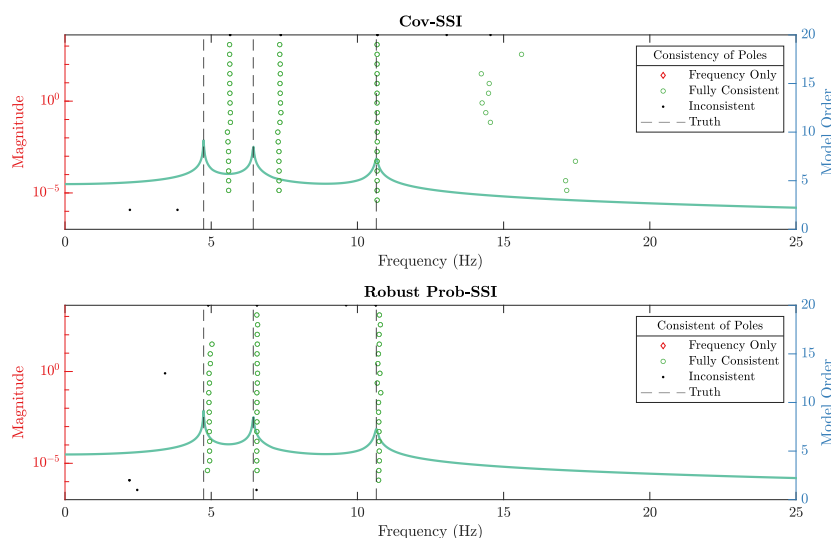 Cov-SSI
Magnitude
10^0
10^-5
0 5 10 15 20 25
Frequency (Hz)
20
15
10
5
0
Model Order
Consistency of Poles
Frequency Only
Fully Consistent
Inconsistent
Truth
Robust Prob-SSI
Magnitude
10^0
10^-5
0 5 10 15 20 25
Frequency (Hz)
20
15
10
5
0
Model Order
Consistent of Poles
Frequency Only
Fully Consistent
Inconsistent
Truth